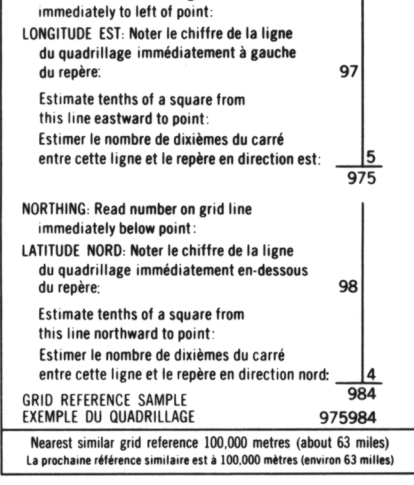 immediately to left of point:
LONGITUDE EST: Noter le chiffre de la ligne
du quadrillage immédiatement à gauche
du repère: 97
Estimate tenths of a square from
this line eastward to point:
Estimer le nombre de dixièmes du carré
entre cette ligne et le repère en direction est: 5
975
NORTHING: Read number on grid line
immediately below point:
LATITUDE NORD: Noter le chiffre de la ligne
du quadrillage immédiatement en-dessous
du repère: 98
Estimate tenths of a square from
this line northward to point:
Estimer le nombre de dixièmes du carré
entre cette ligne et le repère en direction nord: 4
984
GRID REFERENCE SAMPLE
EXEMPLE DU QUADRILLAGE 975984
Nearest similar grid reference 100,000 metres (about 63 miles)
La prochaine référence similaire est à 100,000 mètres (environ 63 milles)